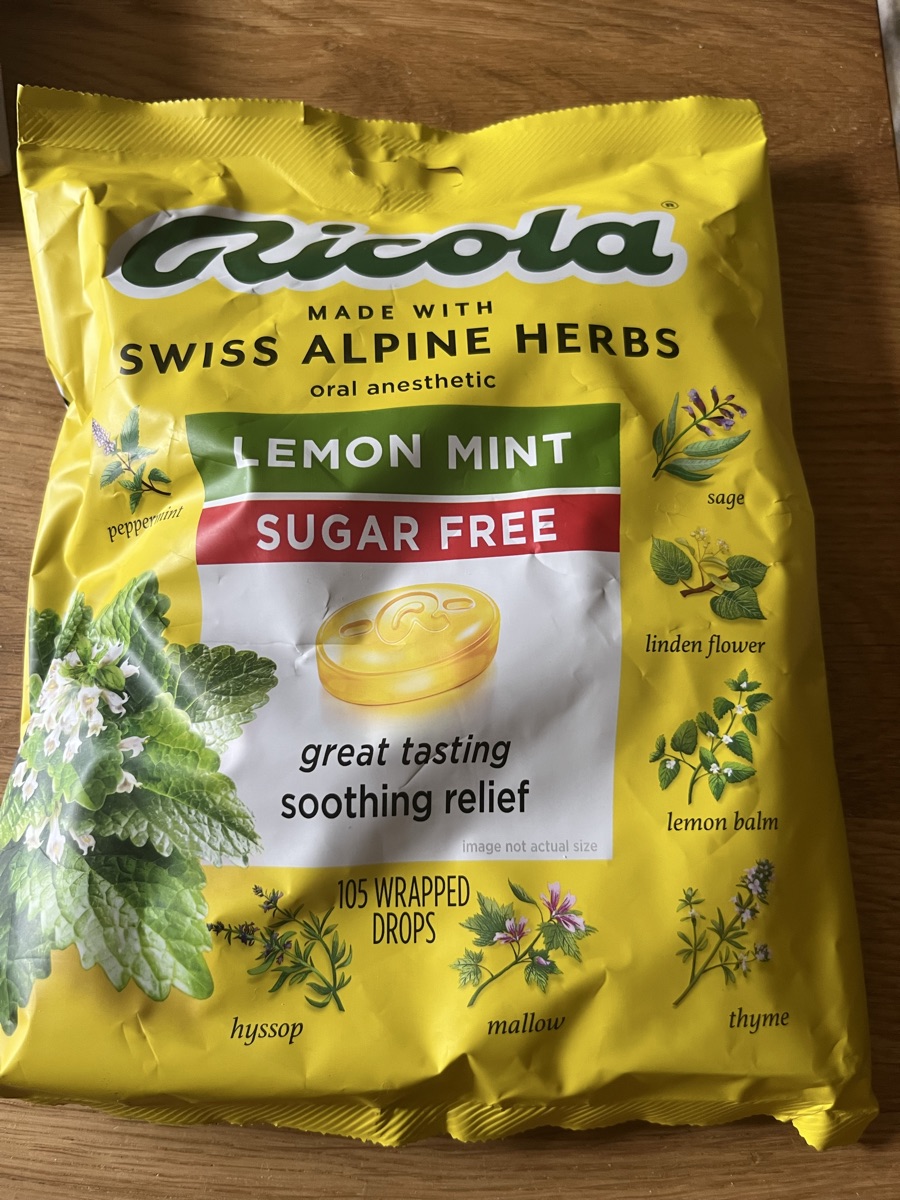 Ricola®
MADE WITH
SWISS ALPINE HERBS
oral anesthetic
LEMON MINT
SUGAR FREE
peppermint
sage
linden flower
great tasting
soothing relief
lemon balm
image not actual size
105 WRAPPED
DROPS
hyssop
mallow
thyme